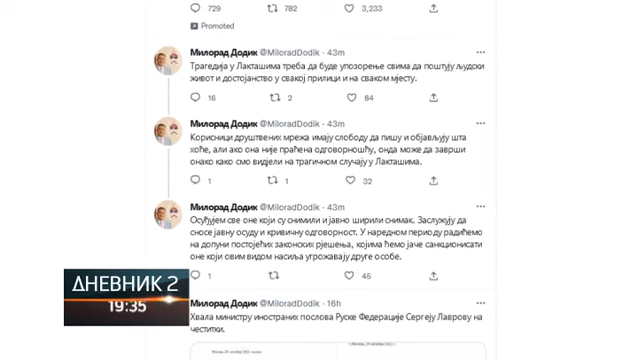 729 782 3,233
Promoted
Милорад Додик @MiloradDodik · 43m
Трагедија у Лакташима треба да буде упозорење свима да поштују људски
живот и достојанство у свакој прилици и на сваком мјесту.
16 2 84
Милорад Додик @MiloradDodik · 43m
Корисници друштвених мрежа имају слободу да пишу и објављују шта
хоће, али ако она није праћена одговорношћу, онда може да заврши
онако како смо видјели на трагичном случају у Лакташима.
1 1 32
Милорад Додик @MiloradDodik · 43m
Осуђујем све оне који су снимили и јавно ширили снимак. Заслужују да
сносе јавну осуду и кривичну одговорност. У наредном периоду радићемо
на допуни постојећих законских рјешења, којима ћемо јаче санкционисати
оне који овим видом насиља угрожавају друге особе.
1 45
ДНЕВНИК 2
19:35
Милорад Додик @MiloradDodik · 16h
Хвала министру иностраних послова Руске Федерације Сергеју Лаврову на
честитки.